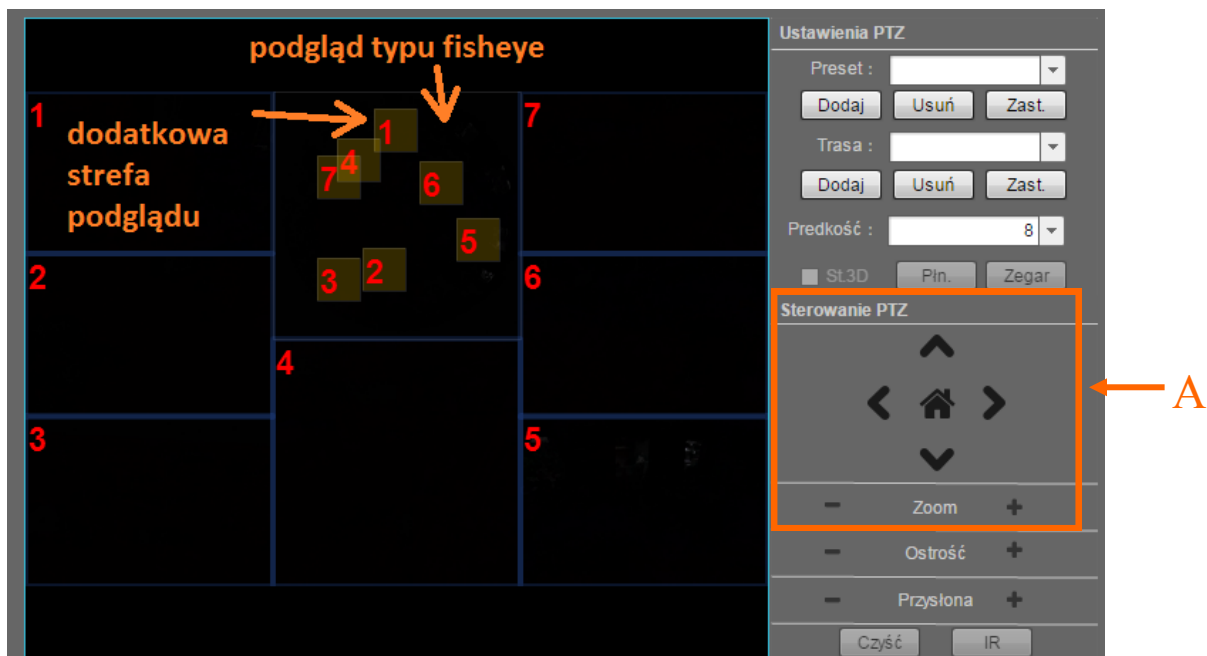 podgląd typu fisheye
dodatkowa
strefa
podglądu
1
7
1
4
7
6
5
2
3
2
6
4
3
5
Ustawienia PTZ
Preset :
Dodaj Usuń Zast.
Trasa :
Dodaj Usuń Zast.
Predkość : 8
St.3D Płn. Zegar
Sterowanie PTZ
Zoom
Ostrość
Przysłona
Czyść IR
A